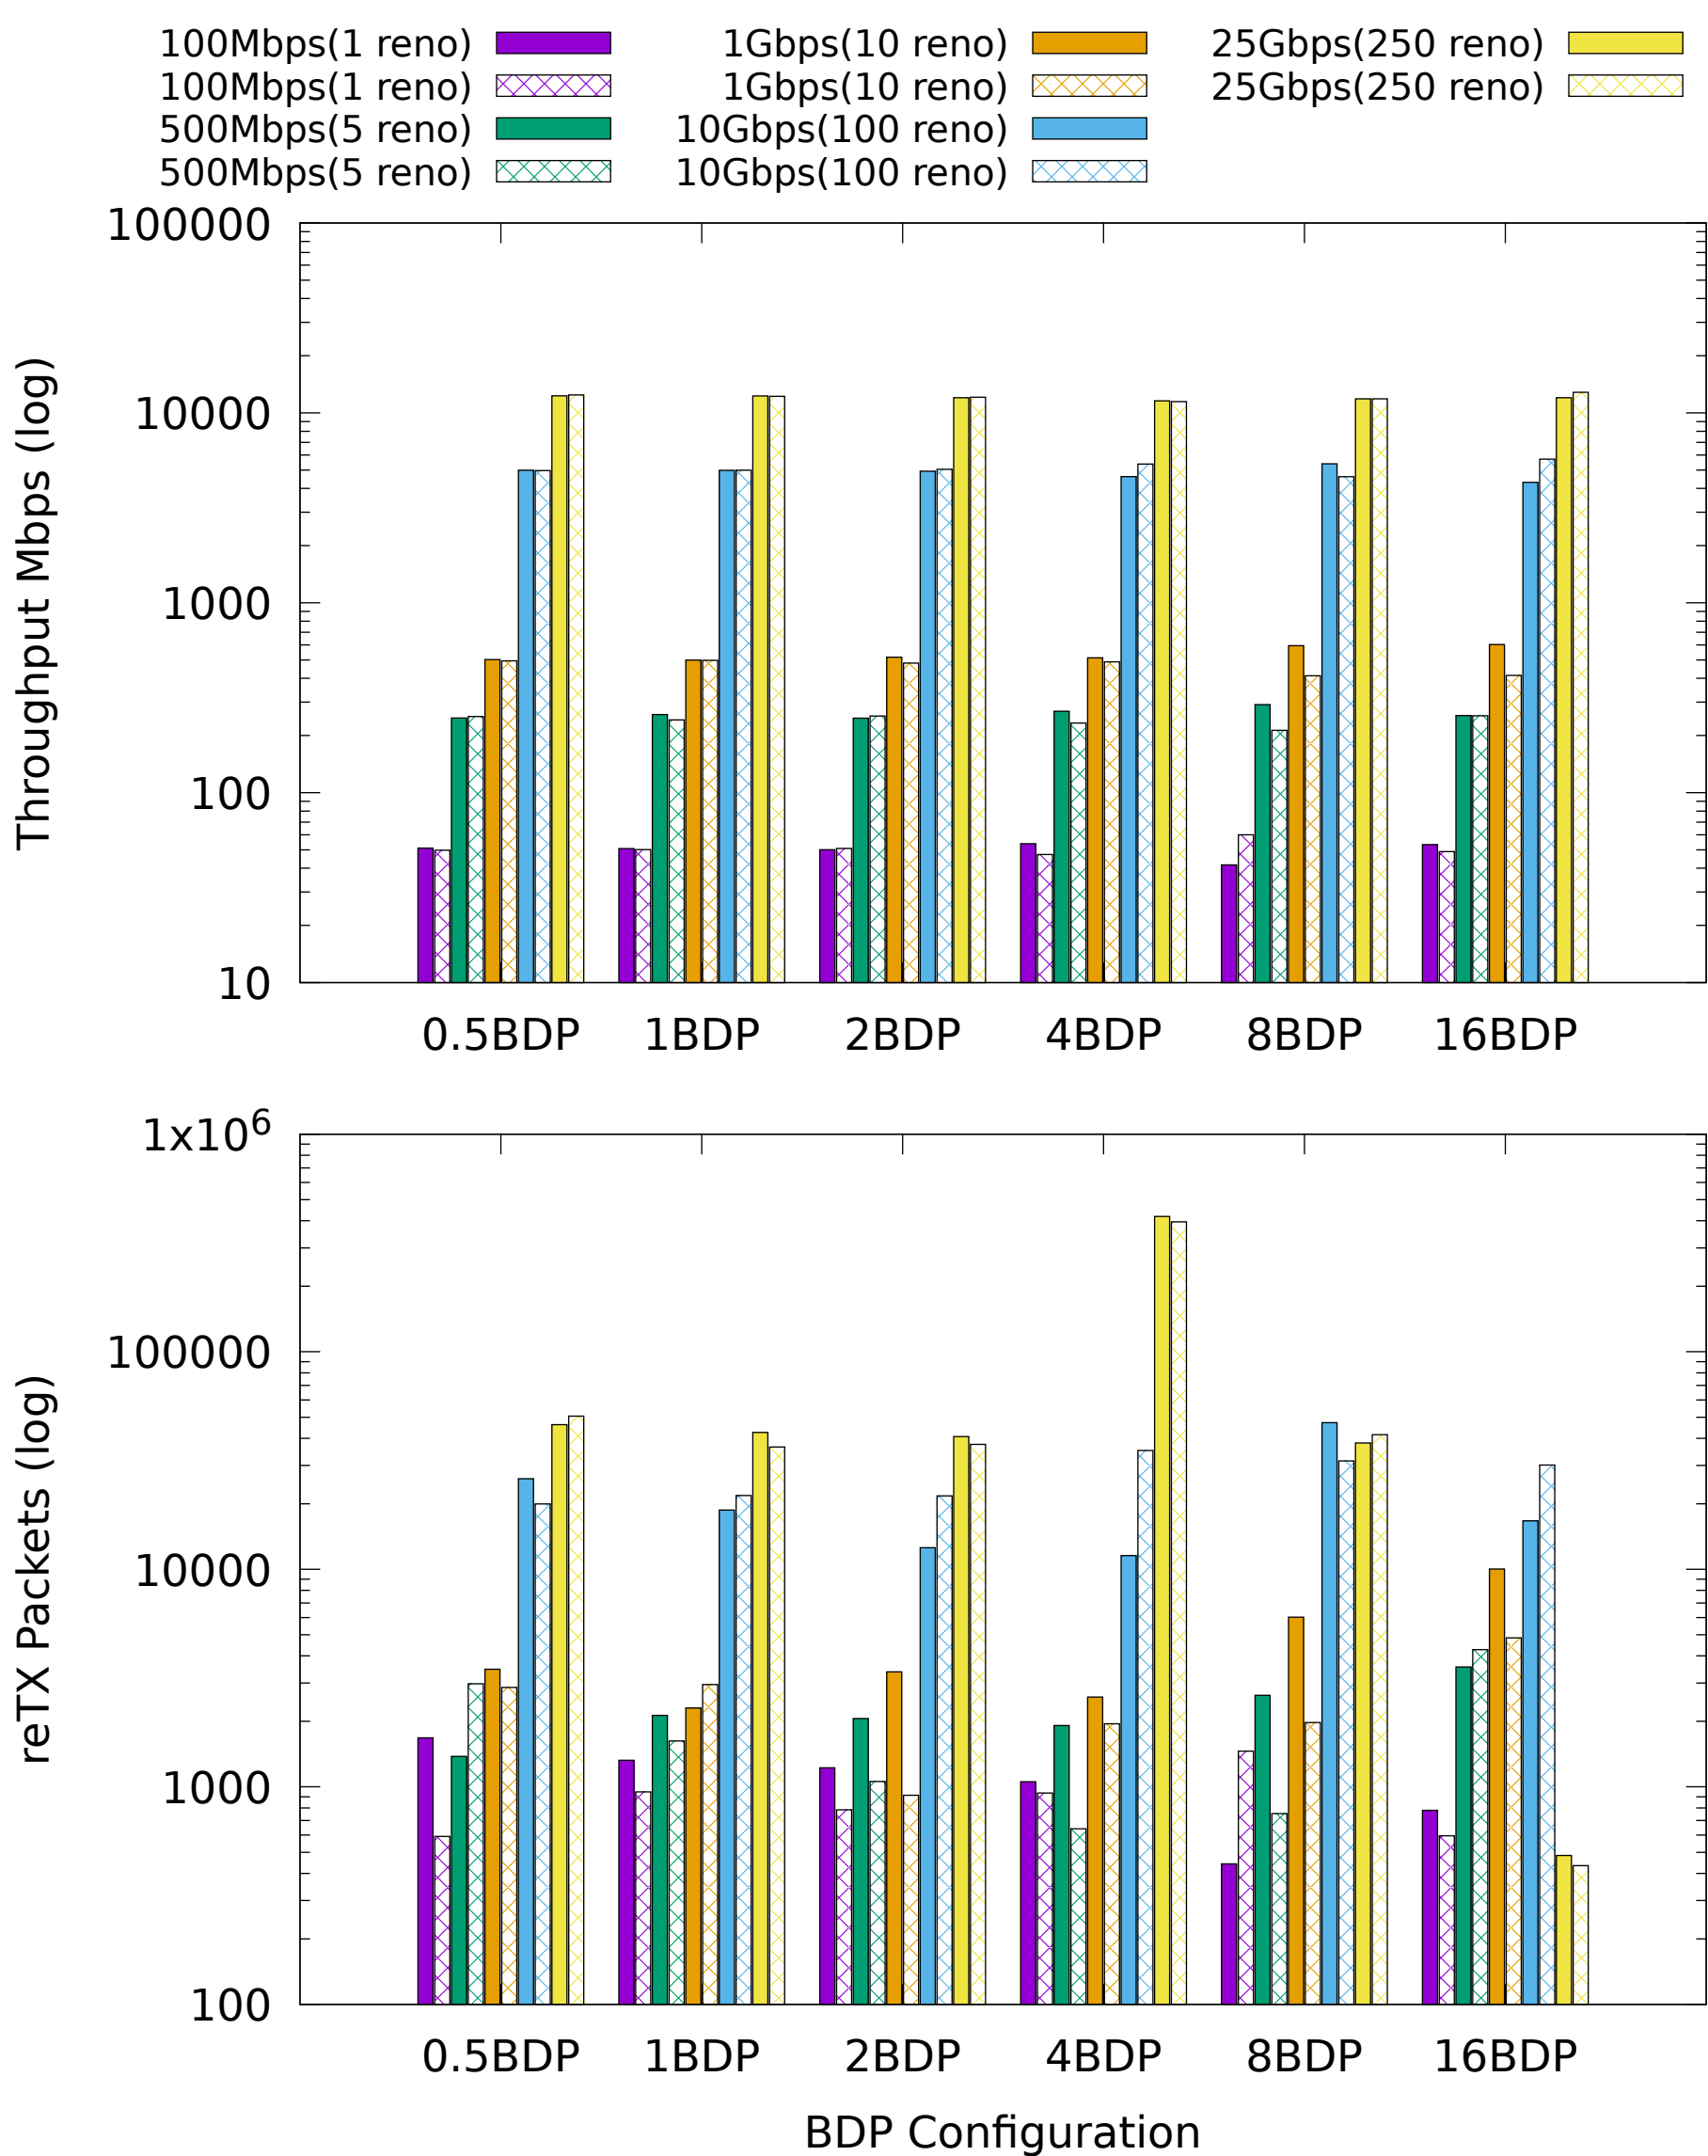 100Mbps(1 reno)
100Mbps(1 reno)
500Mbps(5 reno)
500Mbps(5 reno)
1Gbps(10 reno)
1Gbps(10 reno)
10Gbps(100 reno)
10Gbps(100 reno)
25Gbps(250 reno)
25Gbps(250 reno)
Throughput Mbps (log)
100000
10000
1000
100
10
0.5BDP 1BDP 2BDP 4BDP 8BDP 16BDP
reTX Packets (log)
1x10⁶
100000
10000
1000
100
0.5BDP 1BDP 2BDP 4BDP 8BDP 16BDP
BDP Configuration